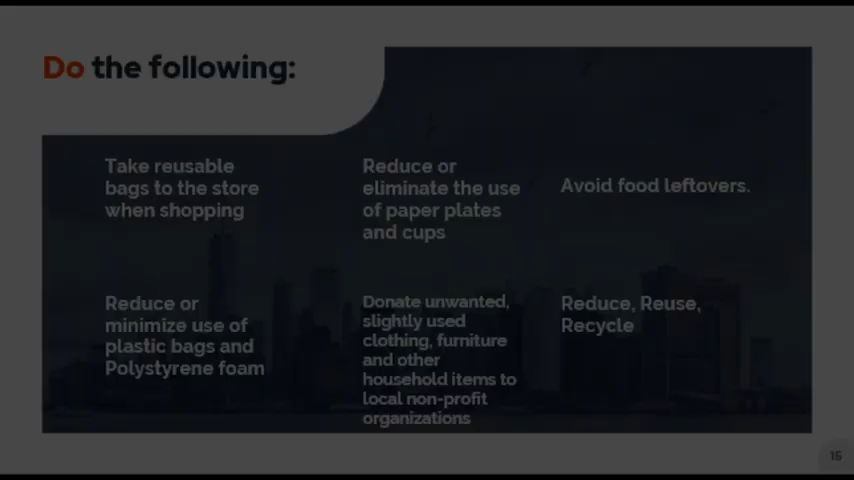 Do the following:
Take reusable
bags to the store
when shopping
Reduce or
eliminate the use
of paper plates
and cups
Avoid food leftovers.
Reduce or
minimize use of
plastic bags and
Polystyrene foam
Donate unwanted,
slightly used
clothing, furniture
and other
household items to
local non-profit
organizations
Reduce, Reuse,
Recycle
15